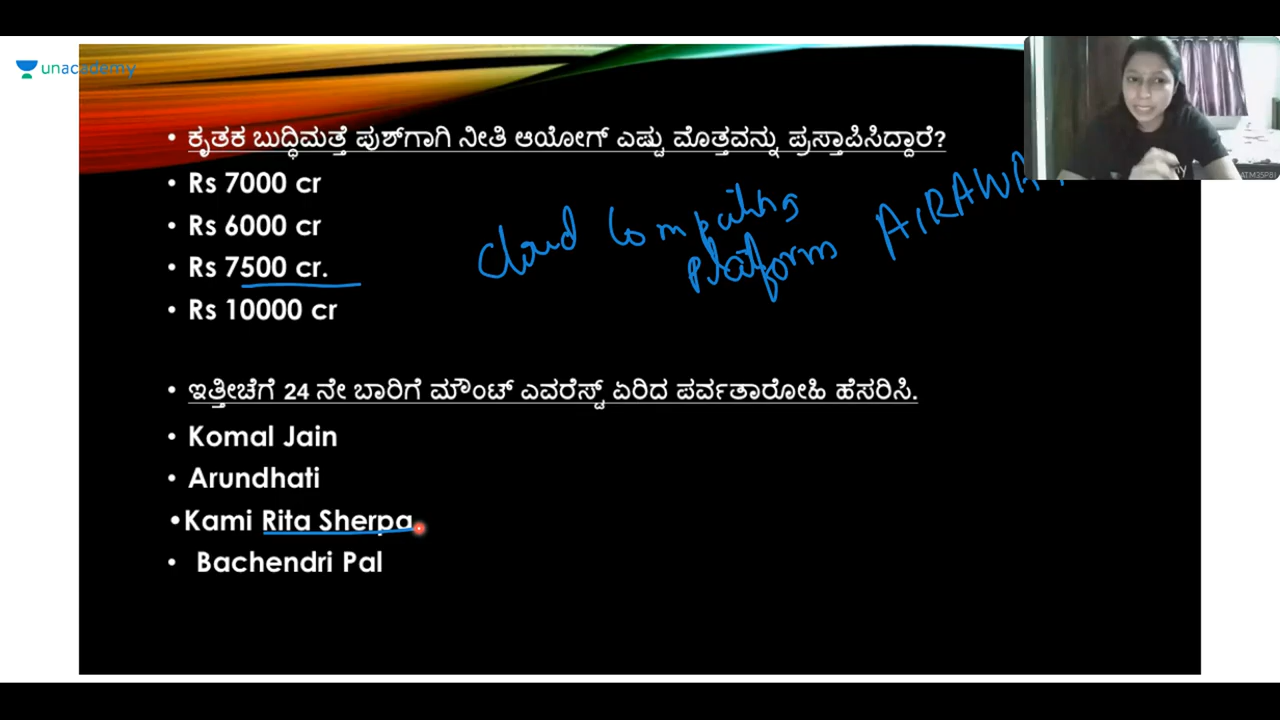 unacademy
• ಕೃತಕ ಬುದ್ಧಿಮತ್ತೆ ಪುಶ್‌ಗಾಗಿ ನೀತಿ ಆಯೋಗ್ ಎಷ್ಟು ಮೊತ್ತವನ್ನು ಪ್ರಸ್ತಾಪಿಸಿದ್ದಾರೆ?
• Rs 7000 cr
• Rs 6000 cr
• Rs 7500 cr.
• Rs 10000 cr
Cloud Computing
Platform AIRAWA
• ಇತ್ತೀಚೆಗೆ 24 ನೇ ಬಾರಿಗೆ ಮೌಂಟ್ ಎವರೆಸ್ಟ್ ಏರಿದ ಪರ್ವತಾರೋಹಿ ಹೆಸರಿಸಿ.
• Komal Jain
• Arundhati
•Kami Rita Sherpa
• Bachendri Pal